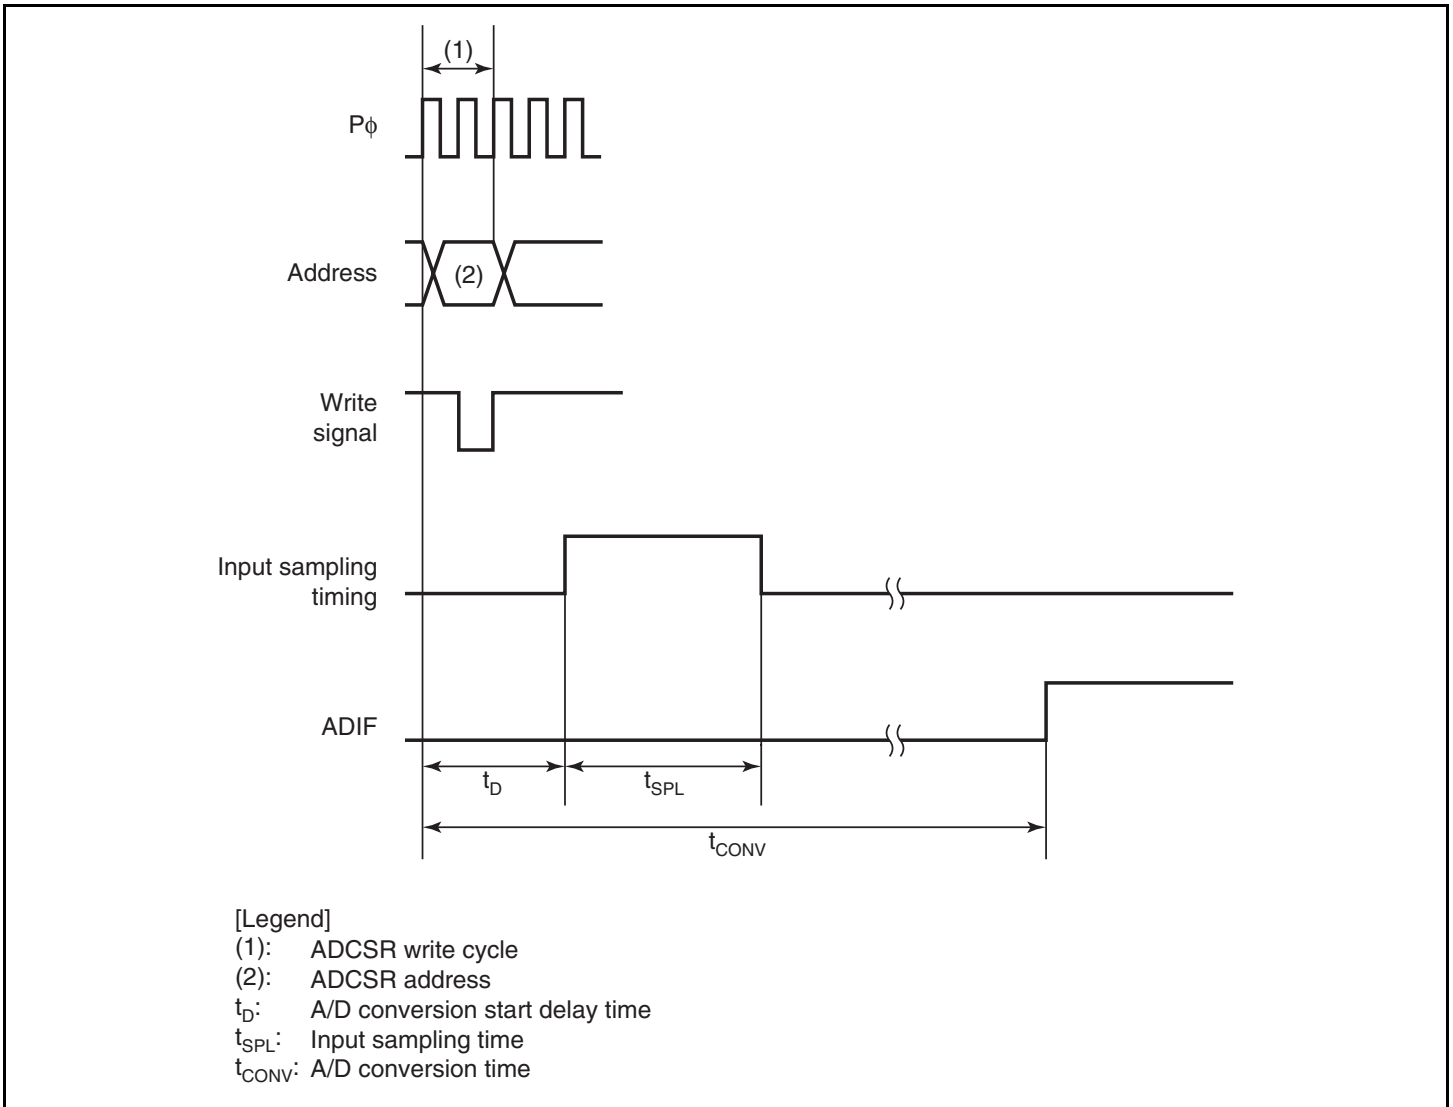 (1)
Pϕ
Address
(2)
Write
signal
Input sampling
timing
ADIF
tD
tSPL
tCONV
[Legend]
(1): ADCSR write cycle
(2): ADCSR address
tD: A/D conversion start delay time
tSPL: Input sampling time
tCONV: A/D conversion time